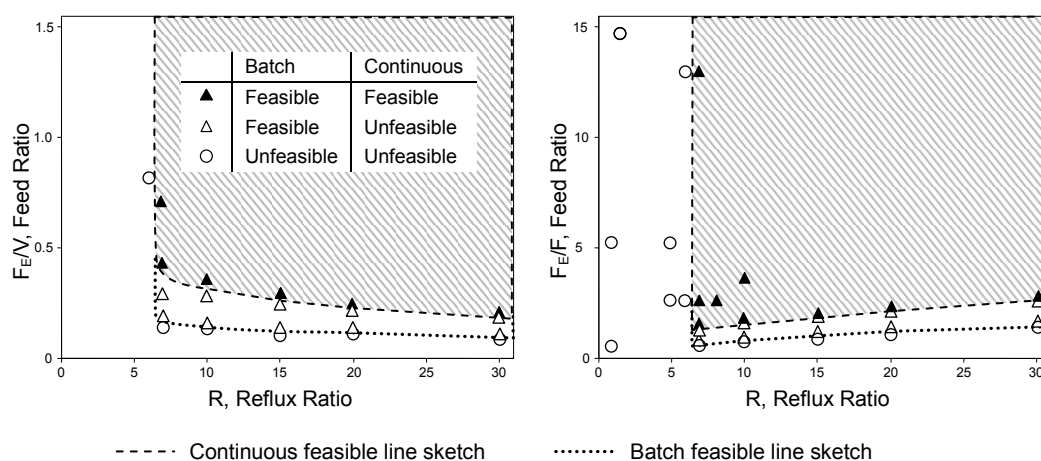 1.5
1.0
0.5
0
F_E/V, Feed Ratio
0 5 10 15 20 25 30
R, Reflux Ratio
Batch Continuous
Feasible Feasible
Feasible Unfeasible
Unfeasible Unfeasible
15
10
5
0
F_E/F, Feed Ratio
0 5 10 15 20 25 30
R, Reflux Ratio
Continuous feasible line sketch Batch feasible line sketch